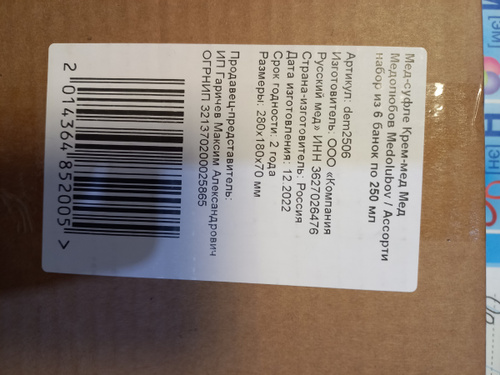 Мед-суфле Крем-мед Мед
Медолюбов Medolubov / Ассорти
набор из 6 банок по 250 мл
Артикул: dem2506
Изготовитель: ООО «Компания
Русский мед» ИНН 3627026476
Страна-изготовитель: Россия
Дата изготовления: 12.2022
Срок годности: 2 года
Размеры: 280x180x70 мм
Продавец-представитель:
ИП Гаричев Максим Александрович
ОГРНИП 321370200025865
2 014364 852005 >
[ЭМ]